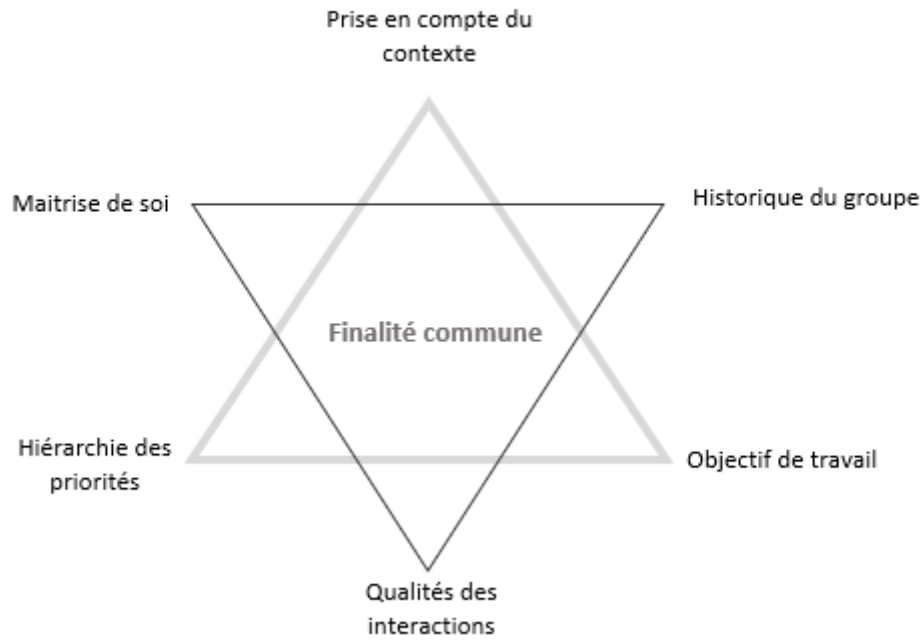 Prise en compte du
contexte
Maitrise de soi
Historique du groupe
Finalité commune
Hiérarchie des
priorités
Objectif de travail
Qualités des
interactions